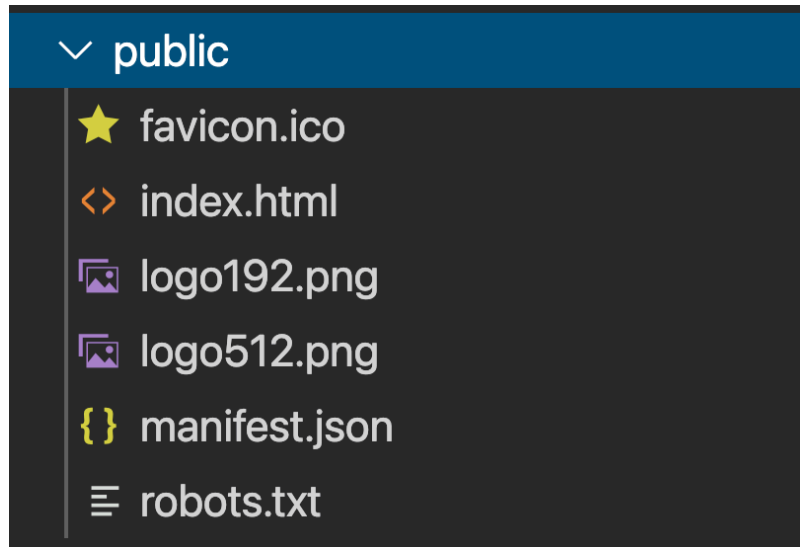 public
favicon.ico
index.html
logo192.png
logo512.png
manifest.json
robots.txt